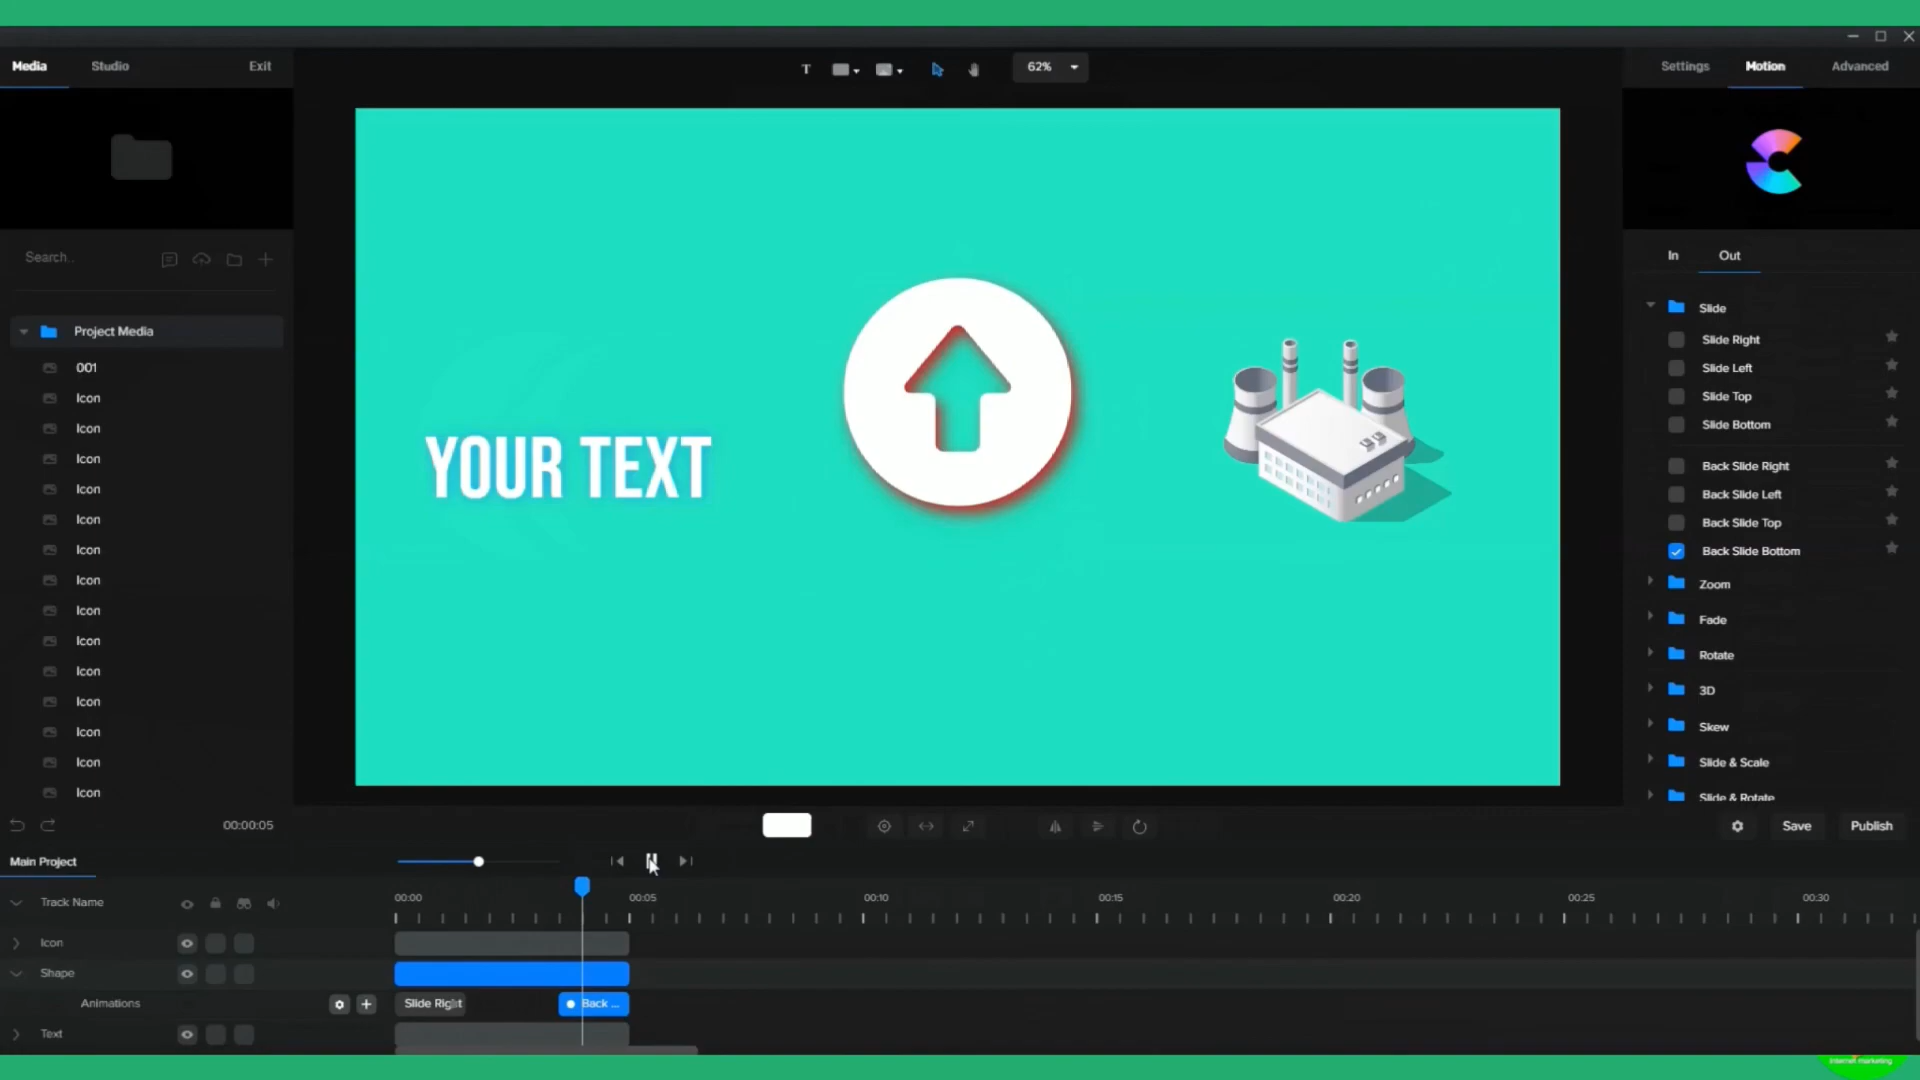 Media Studio Exit
T 62%
Settings Motion Advanced
Search..
In Out
Project Media
001
Icon
Icon
Icon
Icon
Icon
Icon
Icon
Icon
Icon
Icon
Icon
Icon
Icon
Icon
YOUR TEXT
Slide
Slide Right
Slide Left
Slide Top
Slide Bottom
Back Slide Right
Back Slide Left
Back Slide Top
Back Slide Bottom
Zoom
Fade
Rotate
3D
Skew
Slide & Scale
Slide & Rotate
00:00:05
Save Publish
Main Project
Track Name
00:00 00:05 00:10 00:15 00:20 00:25 00:30
Icon
Shape
Animations Slide Right Back ...
Text
Internet marketing